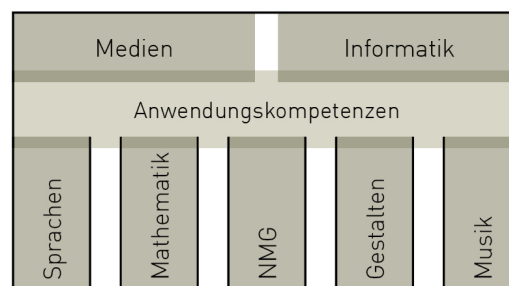 Medien
Informatik
Anwendungskompetenzen
Sprachen
Mathematik
NMG
Gestalten
Musik